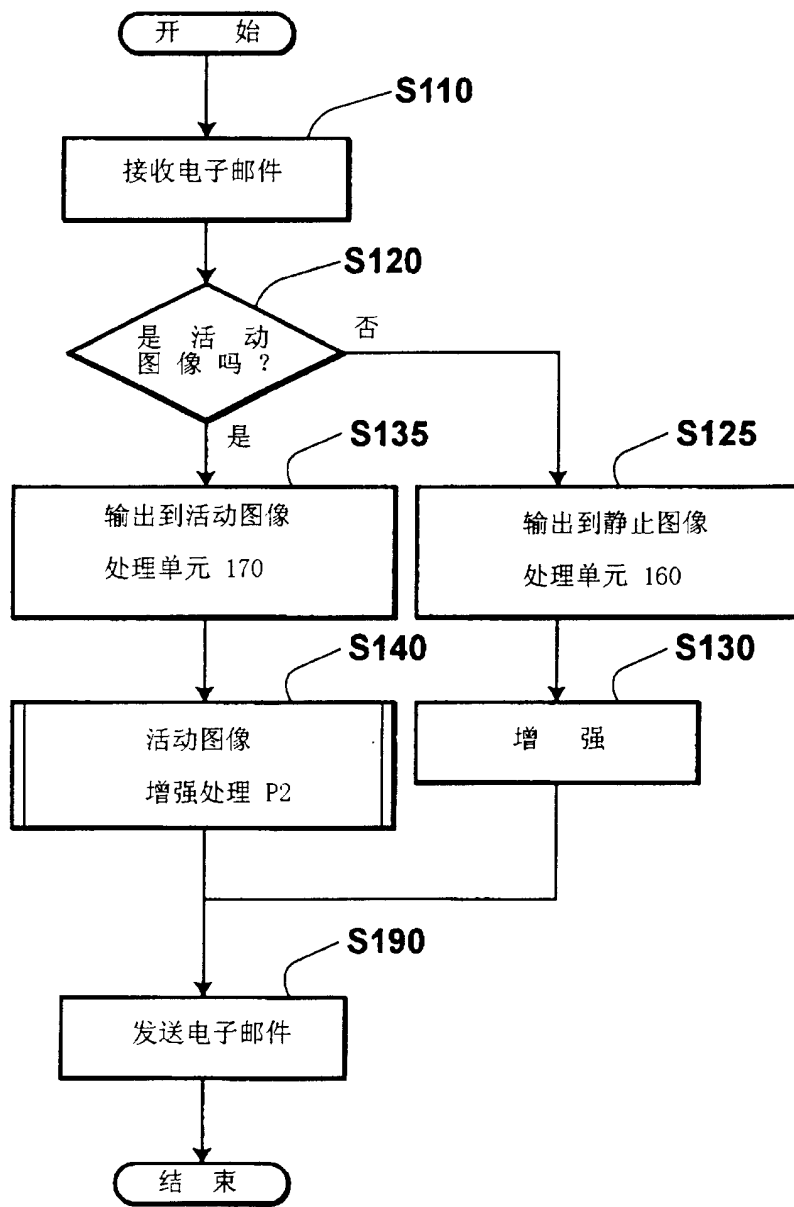 开 始
S110
接收电子邮件
S120
是 活 动
图 像 吗 ?
否
是
S135
S125
输出到活动图像
处理单元 170
输出到静止图像
处理单元 160
S140
S130
活动图像
增强处理 P2
增 强
S190
发送电子邮件
结 束